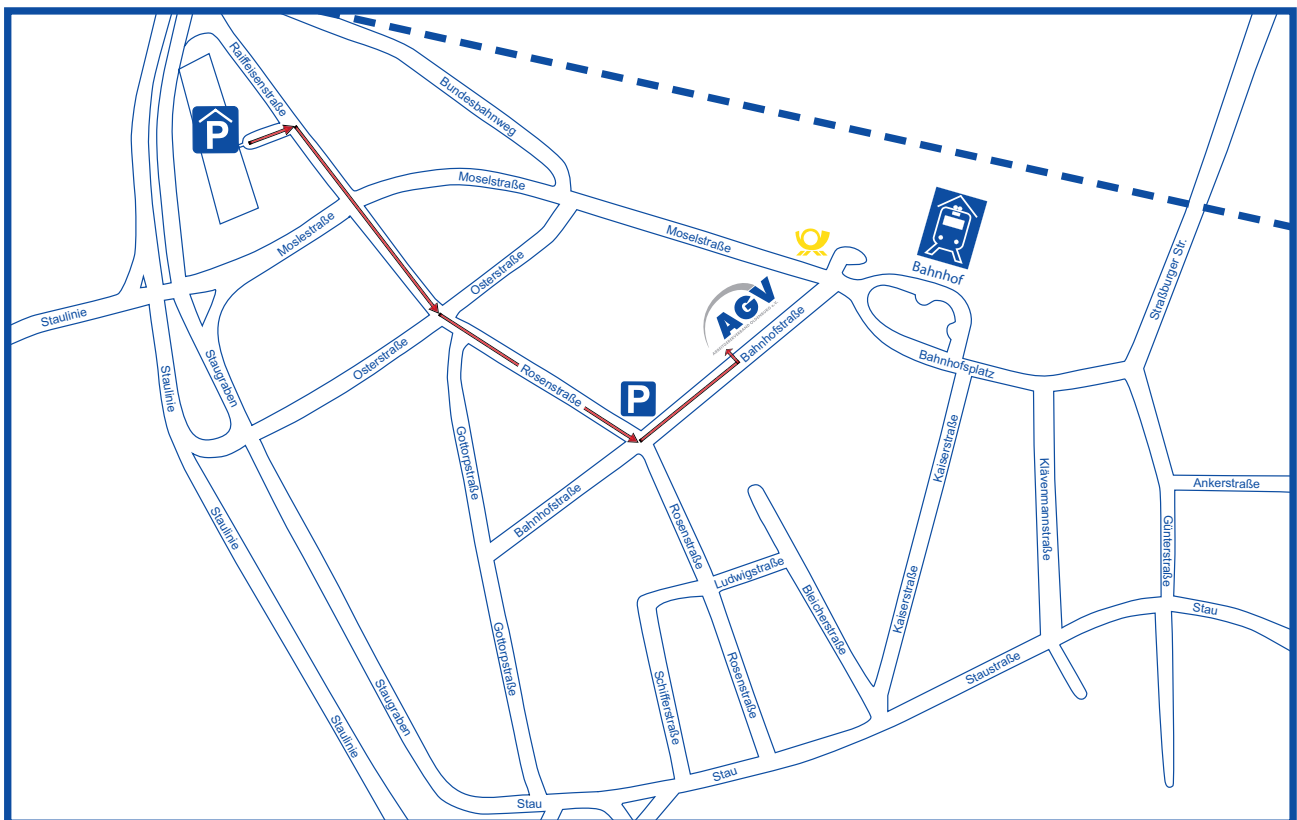 Raiffeisenstraße
Bundesbahnweg
P
Moselstraße
Moslestraße
Moselstraße
Bahnhof
Osterstraße
Straßburger Str.
AGV
Staulinie
Bahnhofstraße
Osterstraße
Staugraben
Staulinie
Bahnhofsplatz
Rosenstraße
P
Gottorpstraße
Kaiserstraße
Klävenmannstraße
Ankerstraße
Bahnhofstraße
Staulinie
Rosenstraße
Günterstraße
Ludwigstraße
Bleicherstraße
Kaiserstraße
Stau
Gottorpstraße
Staugraben
Schifferstraße
Rosenstraße
Staustraße
Staulinie
Stau
Stau